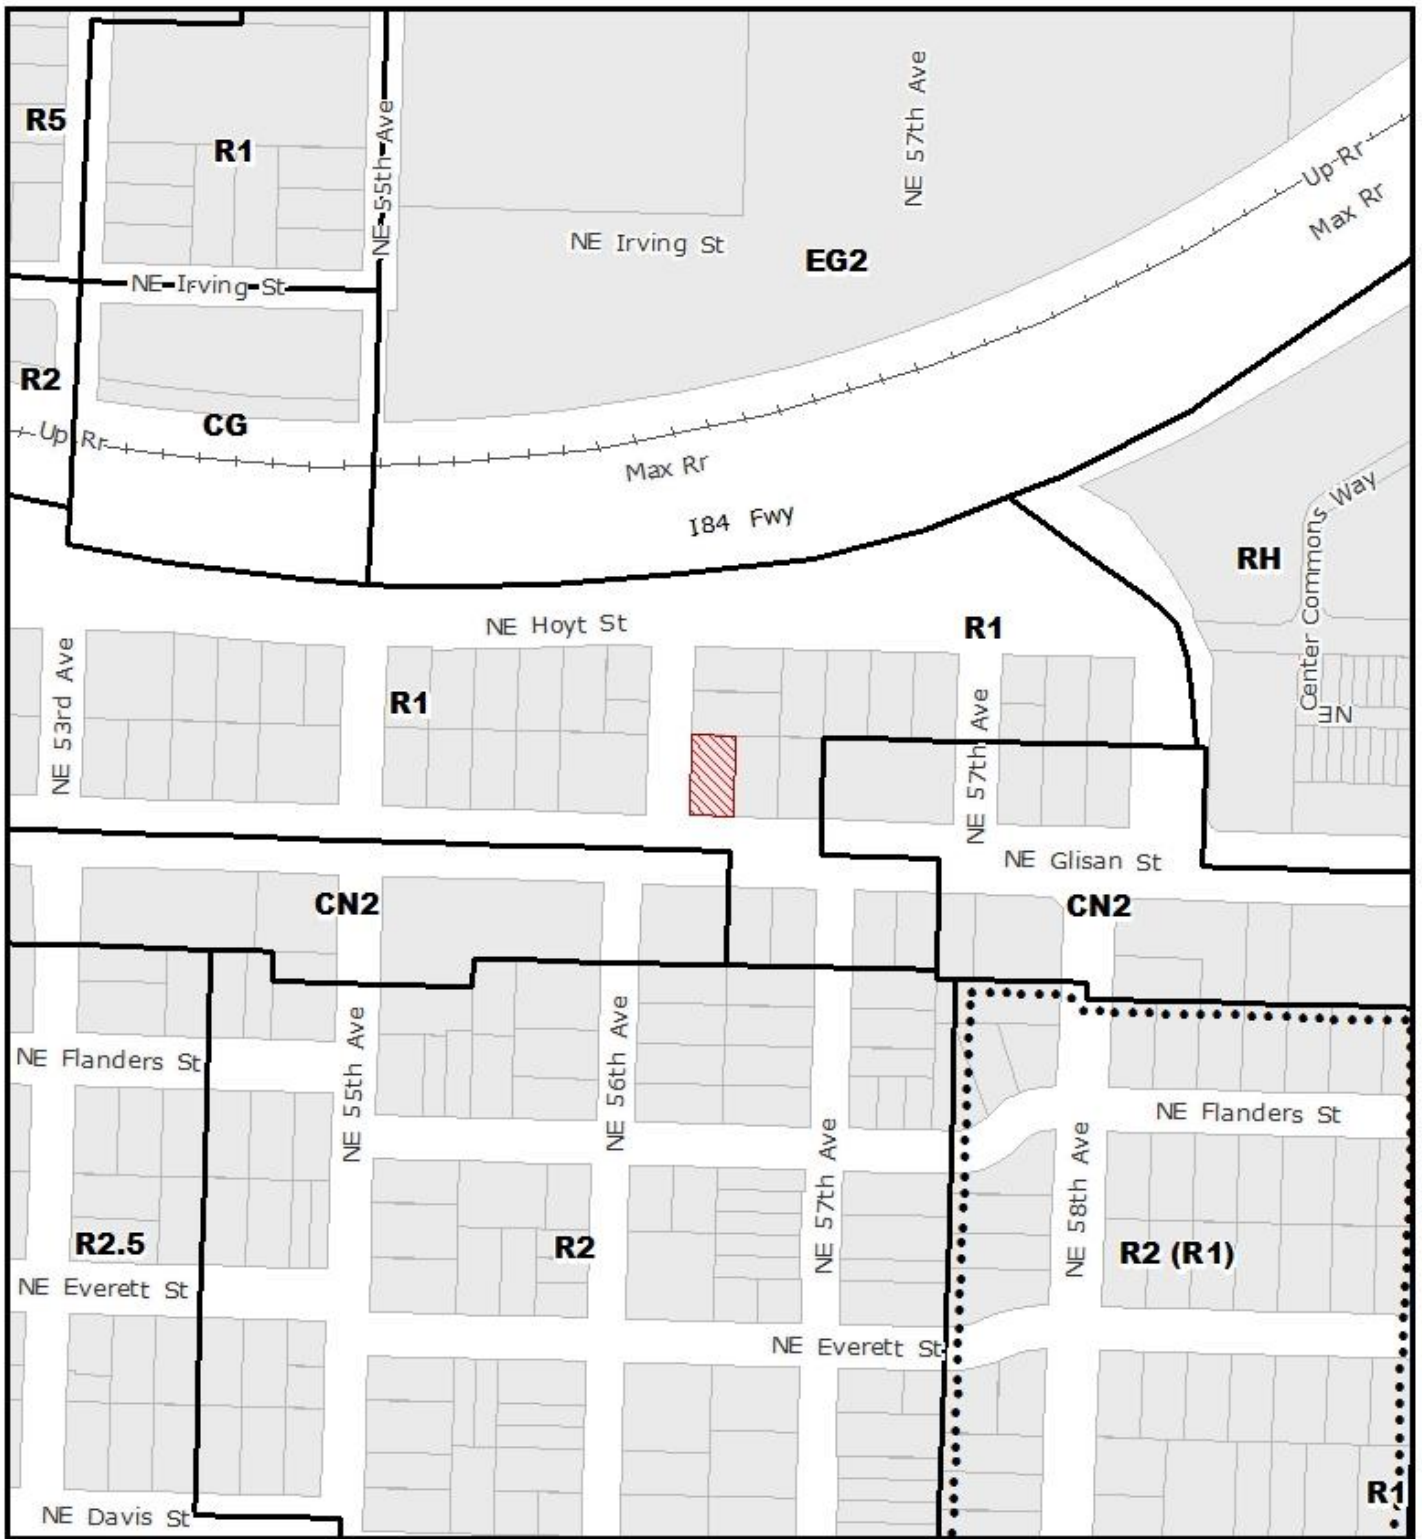 NE 57th Ave
R5
NE 55th Ave
R1
Up Rr
Max Rr
NE Irving St
EG2
NE Irving St
R2
CG
Up Rr
Max Rr
I84 Fwy
Center Commons Way
RH
NE Hoyt St
R1
NE 53rd Ave
R1
NE 57th Ave
NE
NE Glisan St
CN2
CN2
NE Flanders St
NE 55th Ave
NE 56th Ave
NE Flanders St
NE 57th Ave
NE 58th Ave
R2.5
R2
R2 (R1)
NE Everett St
NE Everett St
R1
NE Davis St